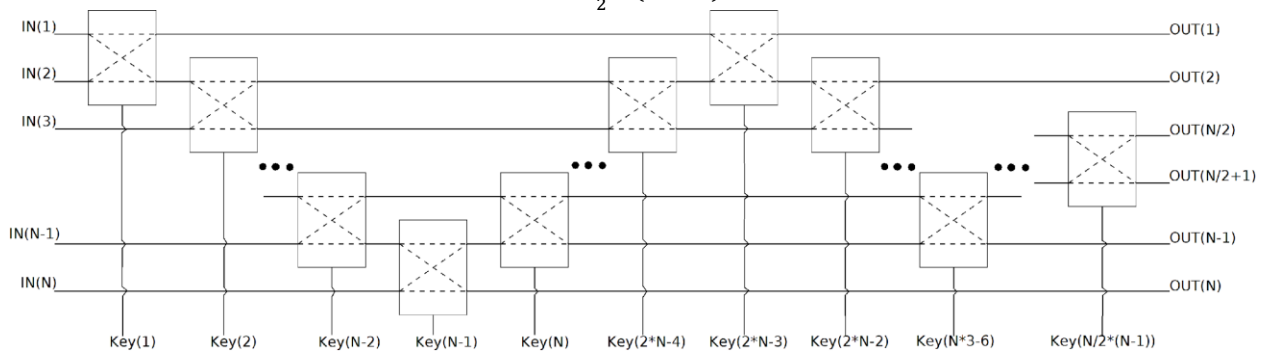 2
IN(1)
OUT(1)
IN(2)
OUT(2)
IN(3)
OUT(N/2)
OUT(N/2+1)
IN(N-1)
OUT(N-1)
IN(N)
OUT(N)
Key(1) Key(2) Key(N-2) Key(N-1) Key(N) Key(2*N-4) Key(2*N-3) Key(2*N-2) Key(N*3-6) Key(N/2*(N-1))